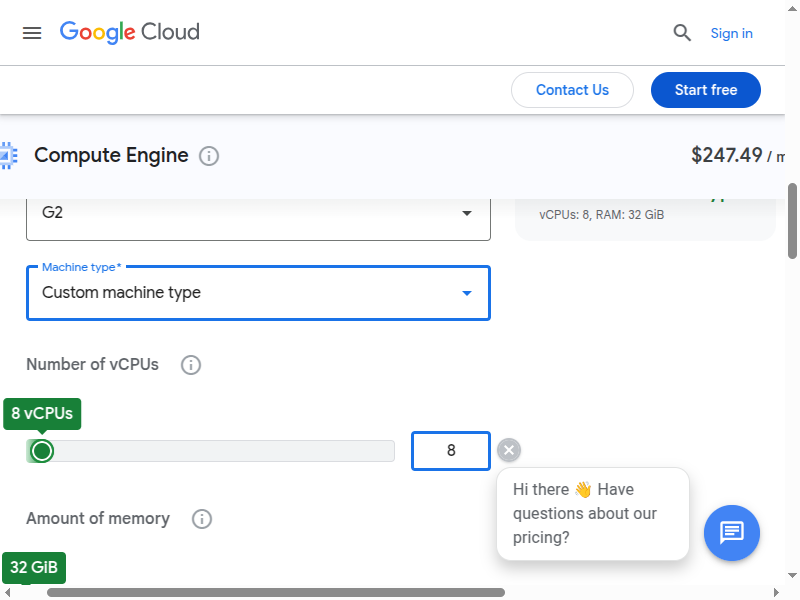 Google Cloud
Sign in
Contact Us
Start free
Compute Engine
$247.49 / m
G2
vCPUs: 8, RAM: 32 GiB
Machine type*
Custom machine type
Number of vCPUs
8 vCPUs
8
Hi there 👋 Have
questions about our
pricing?
Amount of memory
32 GiB